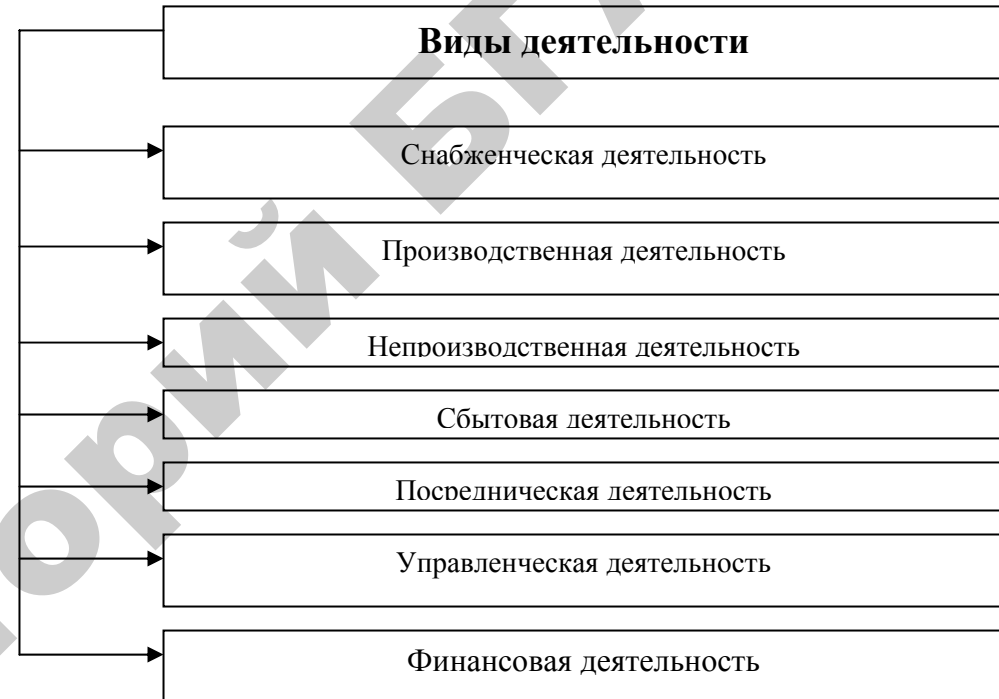 Виды деятельности
Снабженческая деятельность
Производственная деятельность
Непроизводственная деятельность
Сбытовая деятельность
Посредническая деятельность
Управленческая деятельность
Финансовая деятельность